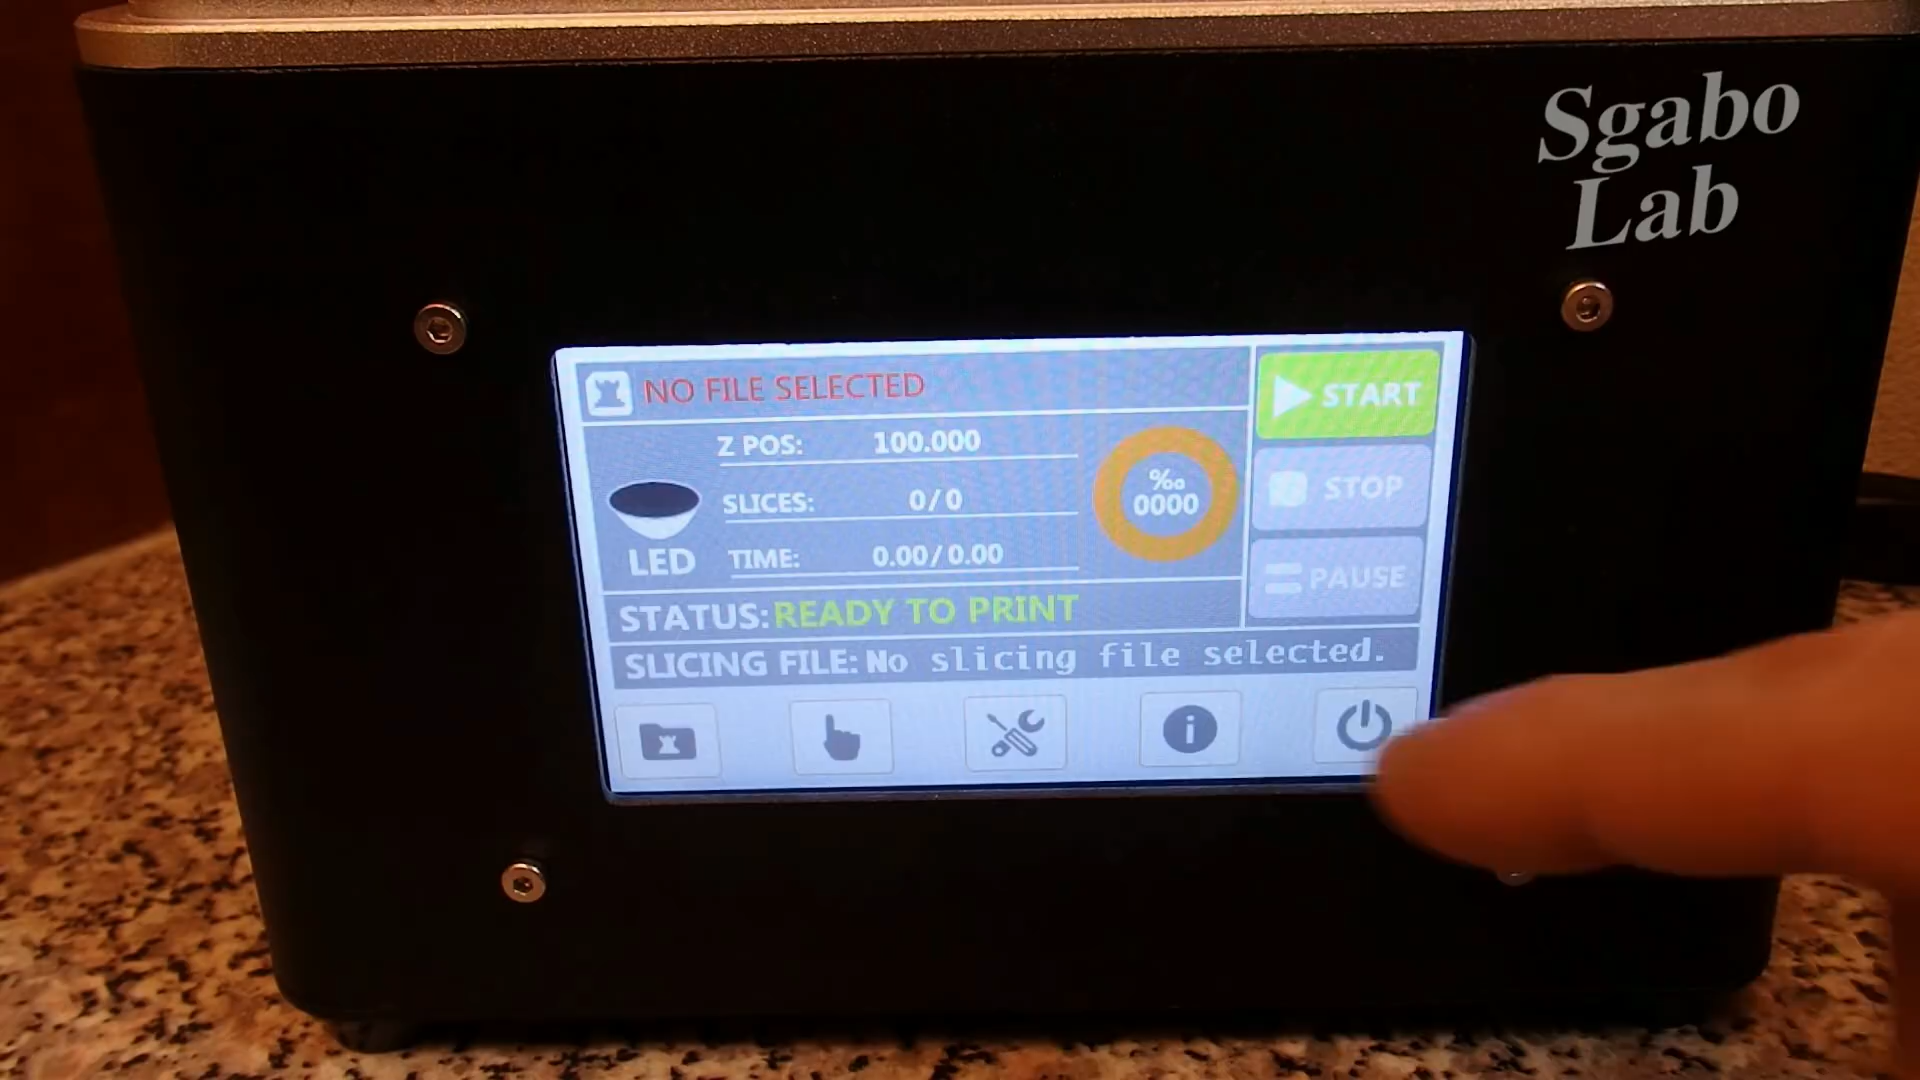 Sgabo
Lab
NO FILE SELECTED
START
Z POS: 100.000
‰
0000
SLICES: 0/0
STOP
LED
TIME: 0.00/0.00
PAUSE
STATUS: READY TO PRINT
SLICING FILE: No slicing file selected.
i